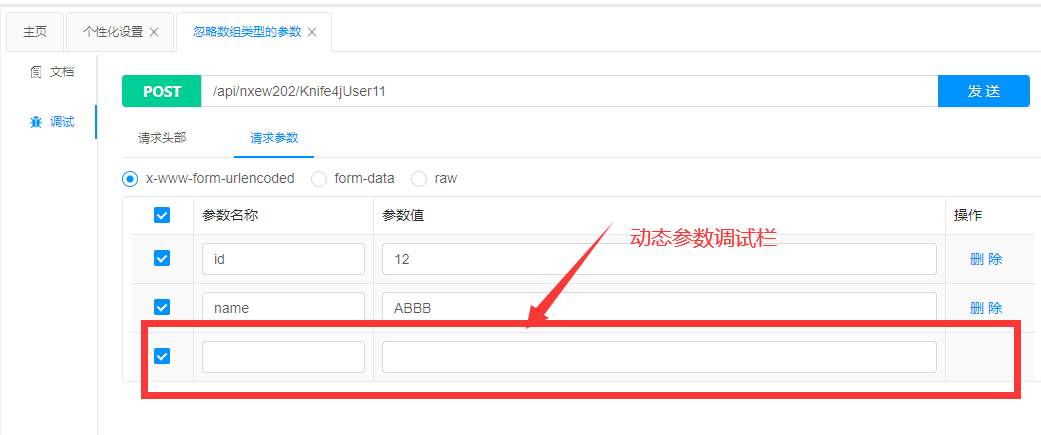 主页
个性化设置
忽略数组类型的参数
文档
调试
POST /api/nxew202/Knife4jUser11 发 送
请求头部 请求参数
x-www-form-urlencoded form-data raw
参数名称 参数值 操作
动态参数调试栏
id 12 删 除
name ABBB 删 除